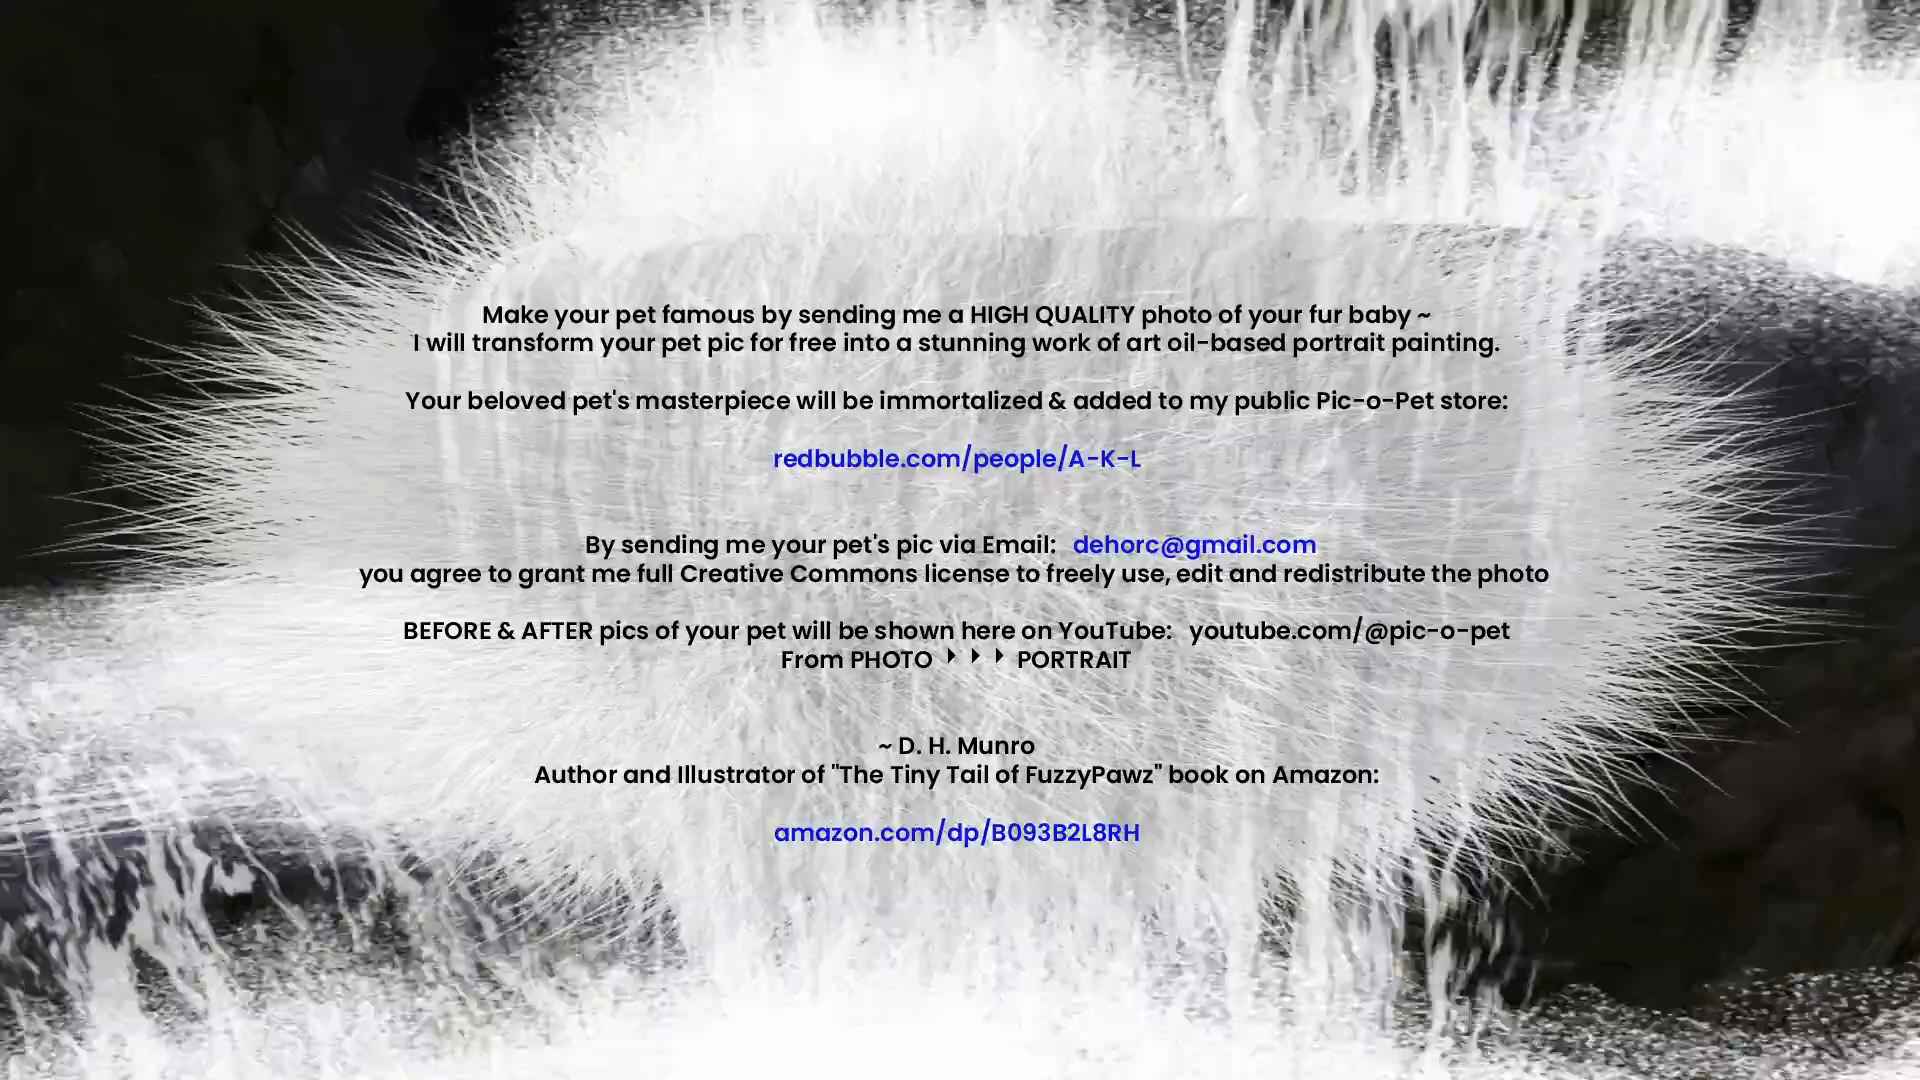 Make your pet famous by sending me a HIGH QUALITY photo of your fur baby ~
I will transform your pet pic for free into a stunning work of art oil-based portrait painting.
Your beloved pet's masterpiece will be immortalized & added to my public Pic-o-Pet store:
redbubble.com/people/A-K-L
By sending me your pet's pic via Email: dehorc@gmail.com
you agree to grant me full Creative Commons license to freely use, edit and redistribute the photo
BEFORE & AFTER pics of your pet will be shown here on YouTube: youtube.com/@pic-o-pet
From PHOTO ‣ ‣ ‣ PORTRAIT
~ D. H. Munro
Author and Illustrator of "The Tiny Tail of FuzzyPawz" book on Amazon:
amazon.com/dp/B093B2L8RH